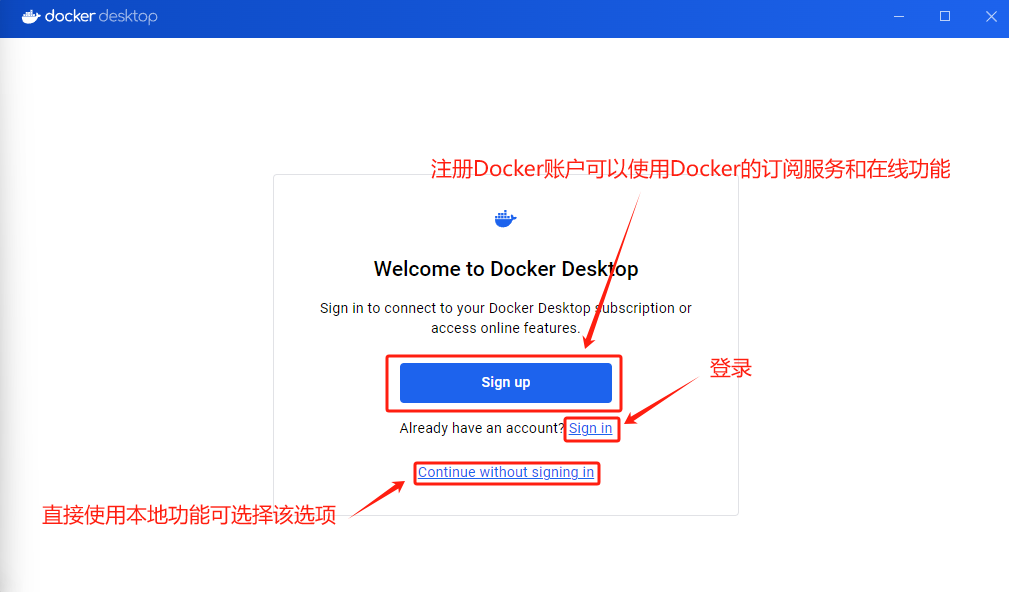 docker desktop
注册Docker账户可以使用Docker的订阅服务和在线功能
Welcome to Docker Desktop
Sign in to connect to your Docker Desktop subscription or
access online features.
Sign up
登录
Already have an account? Sign in
Continue without signing in
直接使用本地功能可选择该选项